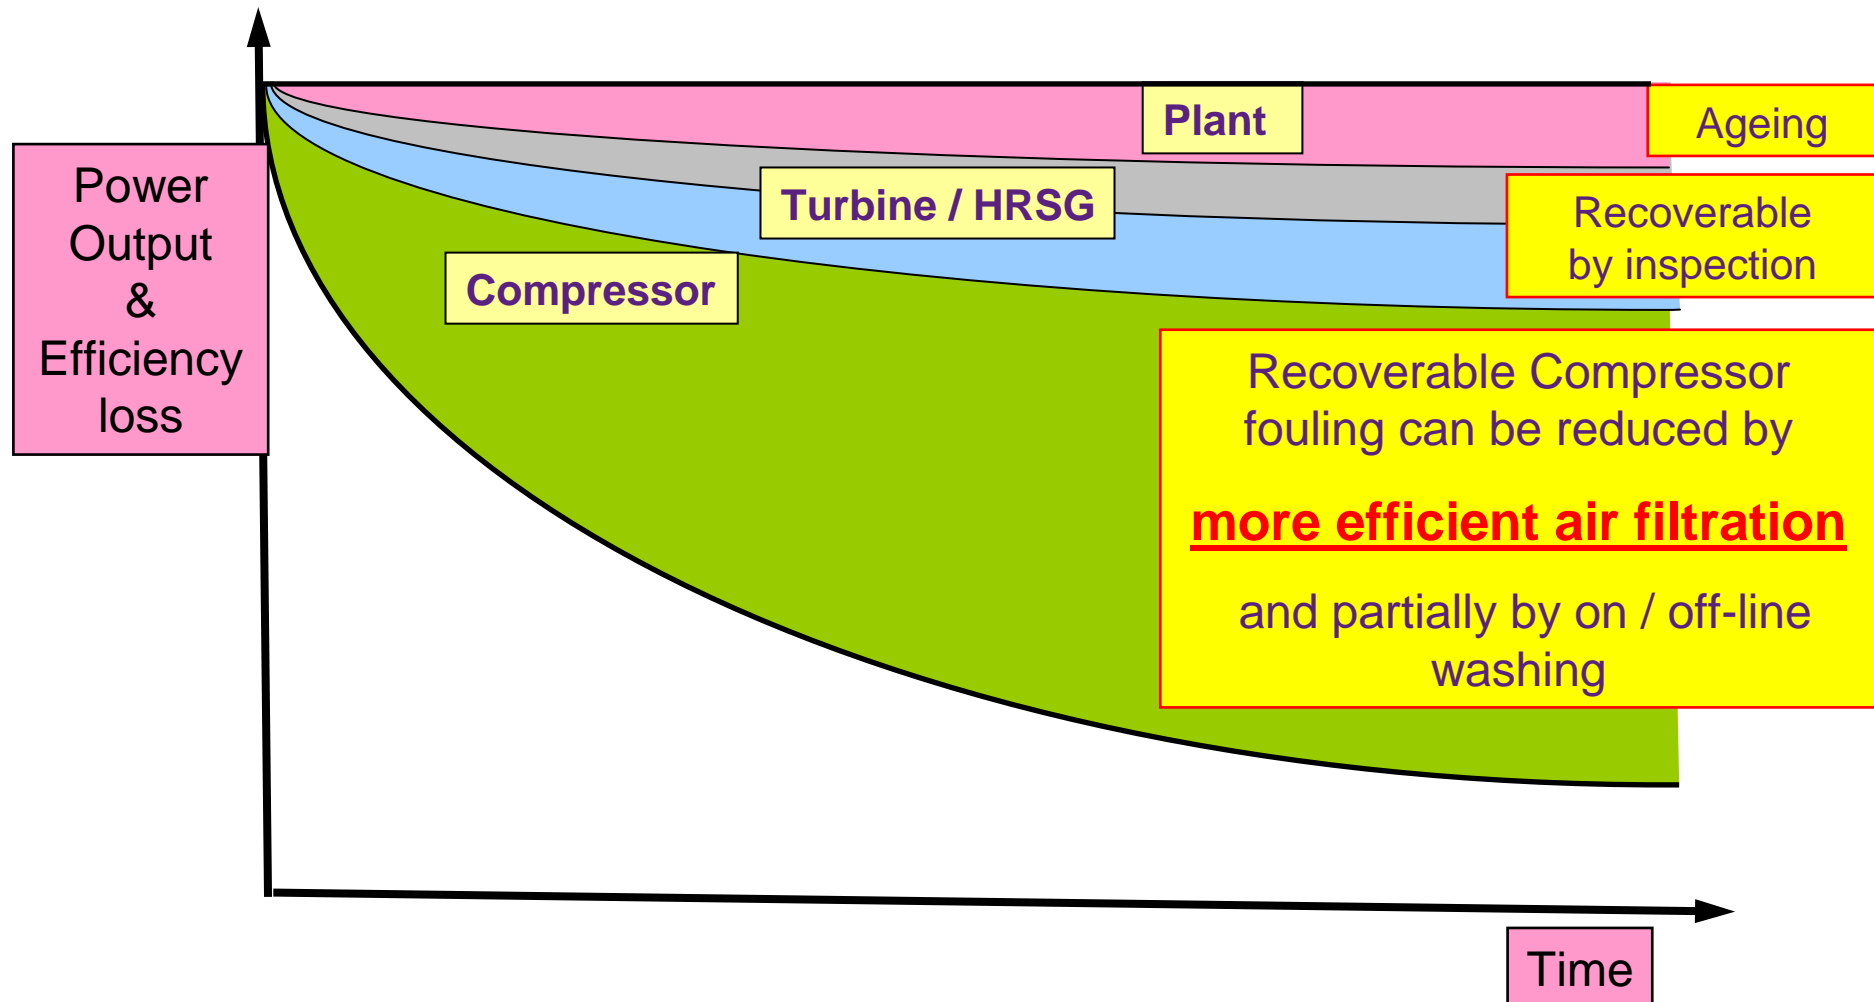 Power
Output
&
Efficiency
loss
Plant
Ageing
Turbine / HRSG
Recoverable
by inspection
Compressor
Recoverable Compressor
fouling can be reduced by
more efficient air filtration
and partially by on / off-line
washing
Time